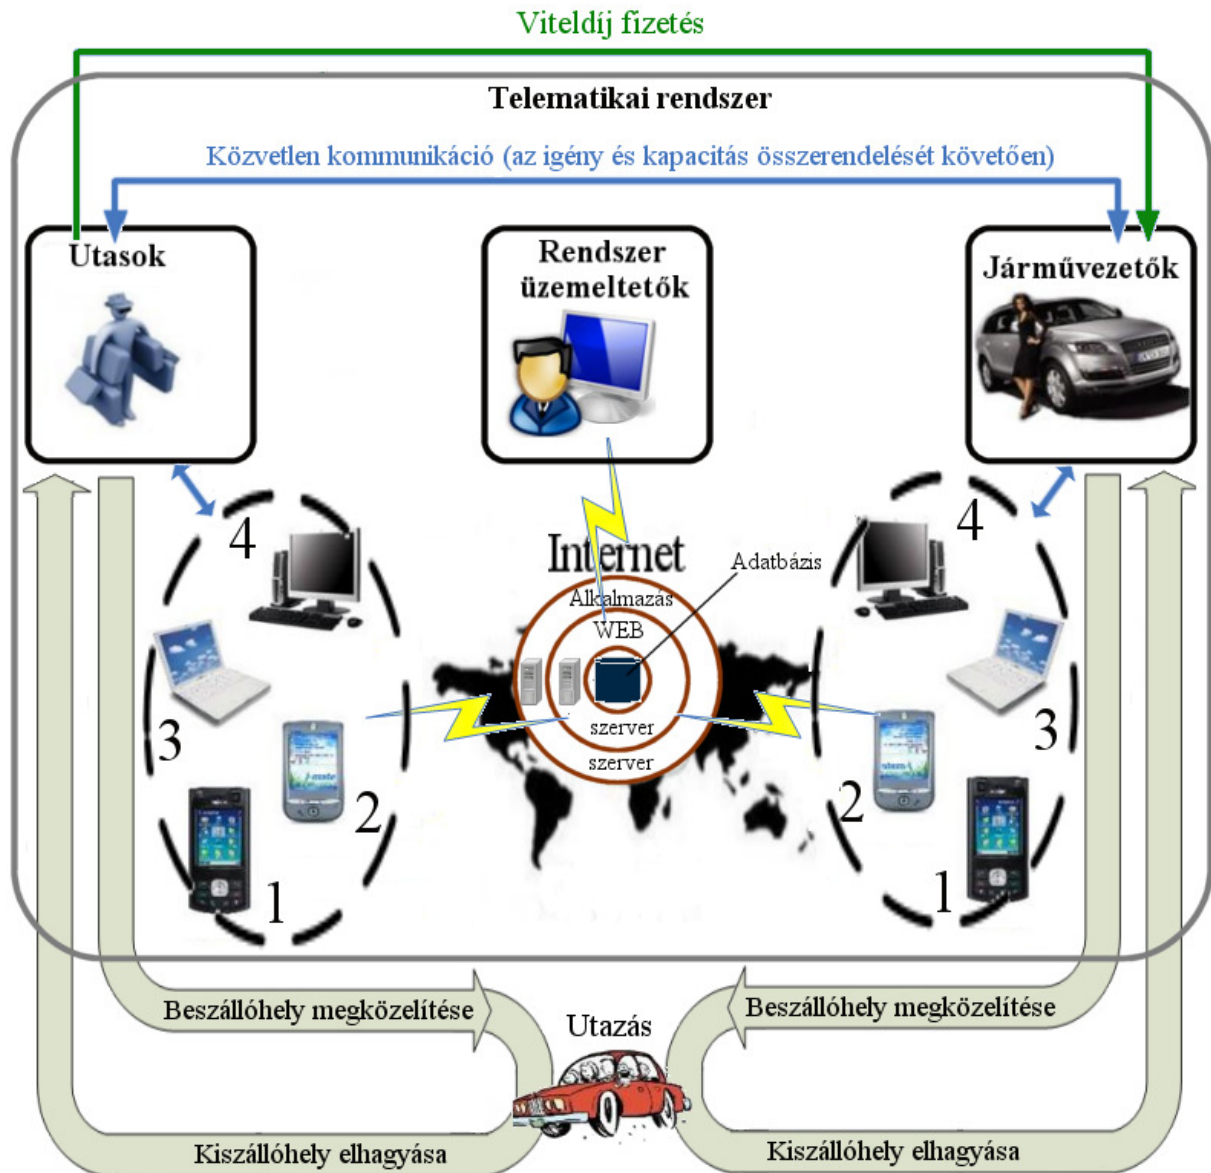 Viteldíj fizetés
Telematikai rendszer
Közvetlen kommunikáció (az igény és kapacitás összerendelését követően)
Utasok
Rendszer
üzemeltetők
Járművezetők
4
4
Internet
Adatbázis
Alkalmazás
WEB
3
szerver
3
szerver
2
2
1
1
Beszállóhely megközelítése
Beszállóhely megközelítése
Utazás
Kiszállóhely elhagyása
Kiszállóhely elhagyása